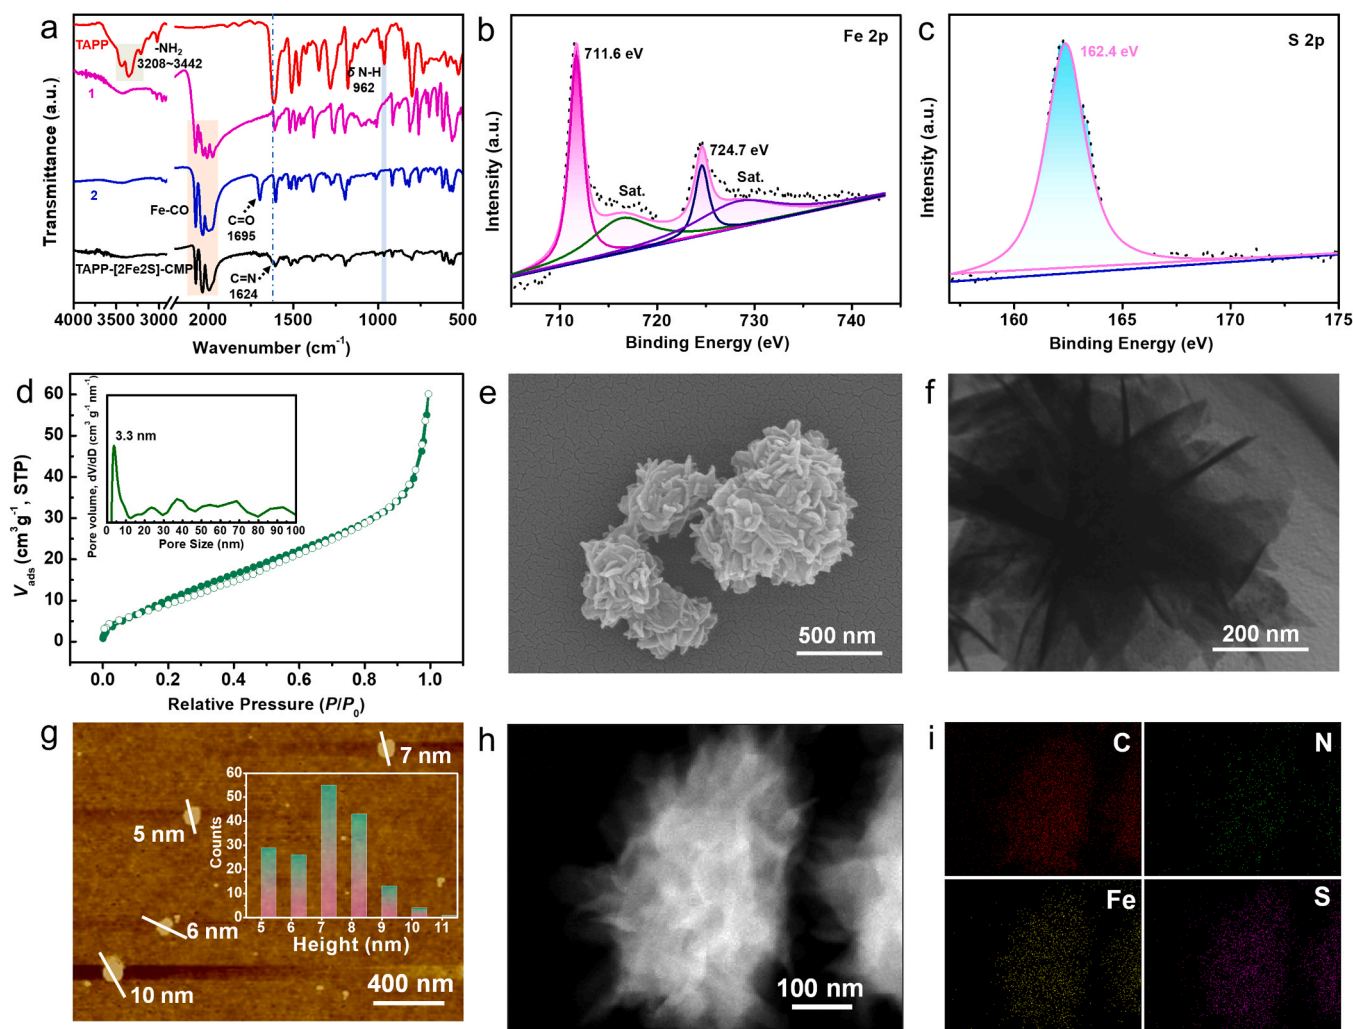 a
TAPP
-NH₂
3208~3442
δ N-H
962
1
2
Fe-CO
C=O
1695
TAPP-[2Fe2S]-CMP
C=N
1624
Transmittance (a.u.)
4000 3500 3000 2000 1500 1000 500
Wavenumber (cm⁻¹)
b
Fe 2p
711.6 eV
724.7 eV
Sat.
Sat.
Intensity (a.u.)
710 720 730 740
Binding Energy (eV)
c
S 2p
162.4 eV
Intensity (a.u.)
160 165 170 175
Binding Energy (eV)
d
60
50
40
30
20
10
0
V_ads (cm³ g⁻¹, STP)
Pore volume, dV/dD (cm³ g⁻¹ nm⁻¹)
3.3 nm
0 10 20 30 40 50 60 70 80 90 100
Pore Size (nm)
0.0 0.2 0.4 0.6 0.8 1.0
Relative Pressure (P/P₀)
e
500 nm
f
200 nm
g
7 nm
5 nm
6 nm
10 nm
60
50
40
30
20
10
0
Counts
5 6 7 8 9 10 11
Height (nm)
400 nm
h
100 nm
i
C
N
Fe
S